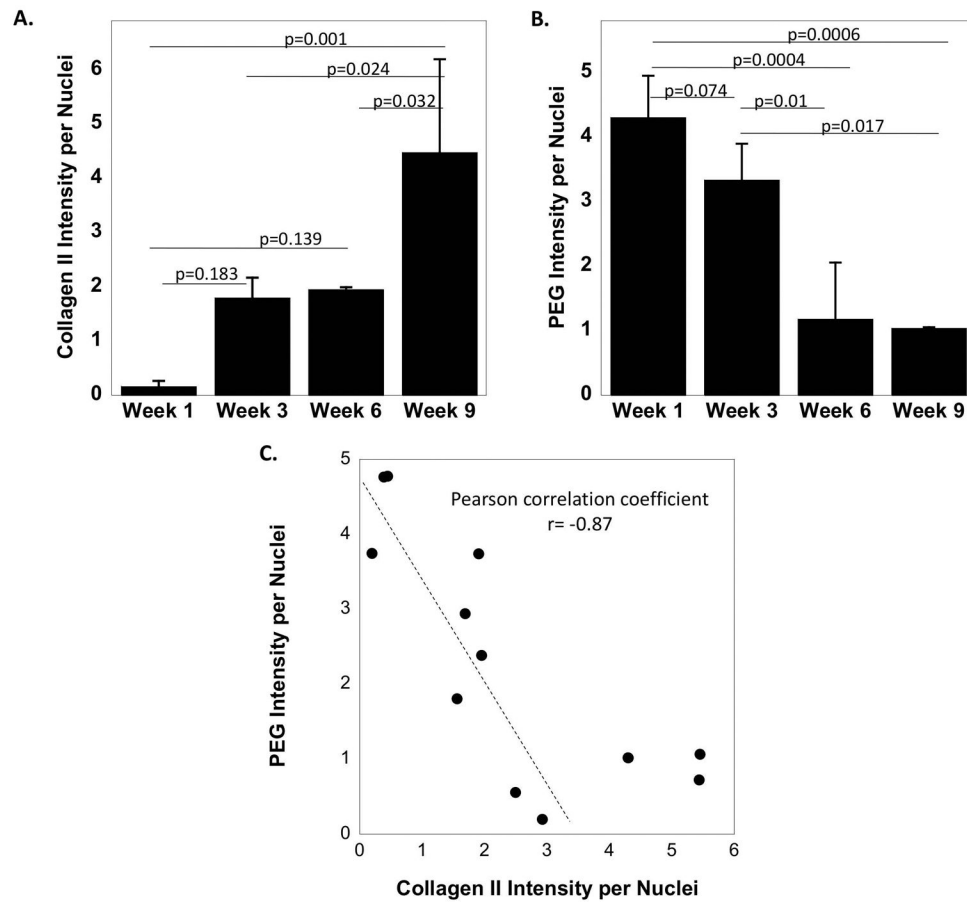 A.
p=0.001
p=0.024
p=0.032
p=0.139
p=0.183
Collagen II Intensity per Nuclei
6
5
4
3
2
1
0
Week 1 Week 3 Week 6 Week 9
B.
p=0.0006
p=0.0004
p=0.074 p=0.01
p=0.017
PEG Intensity per Nuclei
5
4
3
2
1
0
Week 1 Week 3 Week 6 Week 9
C.
Pearson correlation coefficient
r= -0.87
PEG Intensity per Nuclei
5
4
3
2
1
0
0 1 2 3 4 5 6
Collagen II Intensity per Nuclei